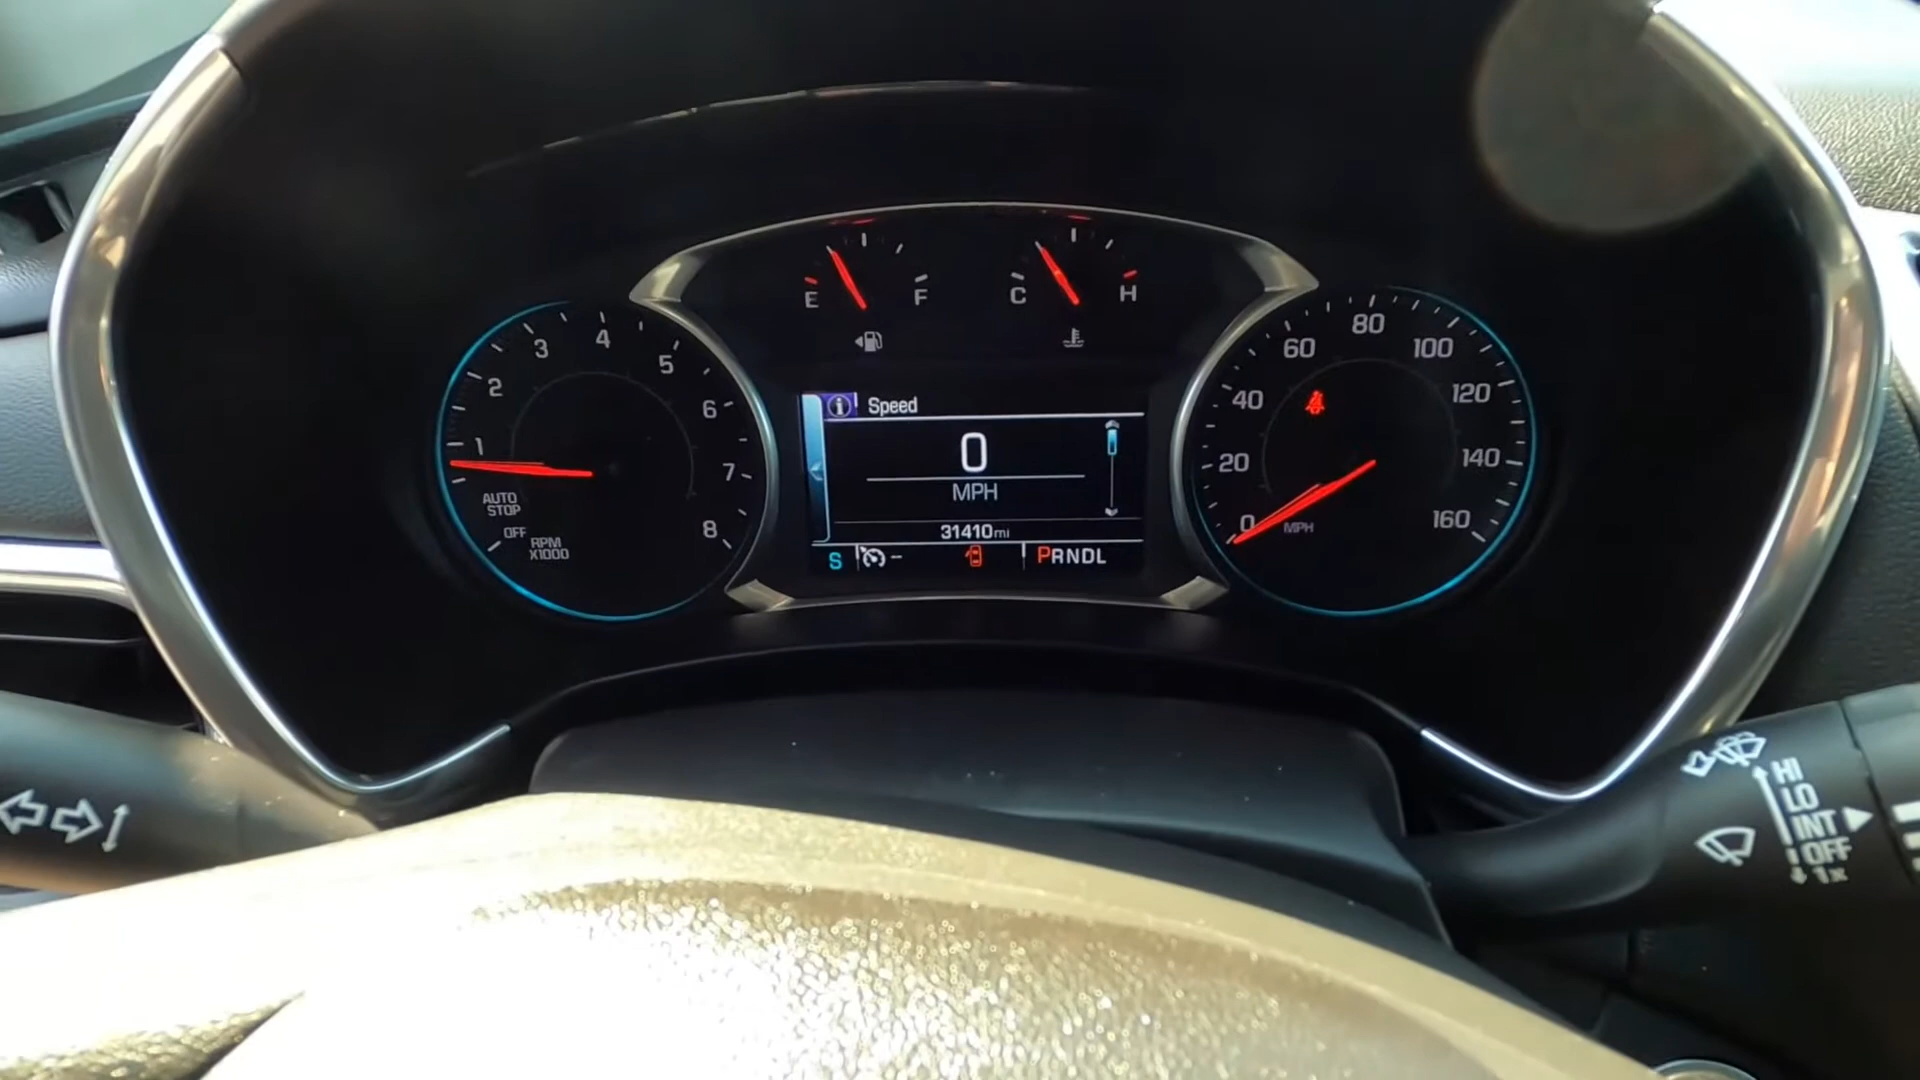 E F
C H
1 2 3 4 5 6 7 8
AUTO
STOP
OFF
RPM
X1000
Speed
0
MPH
31410mi
S
PRNDL
0 20 40 60 80 100 120 140 160
MPH
HI
LO
INT
OFF
1x